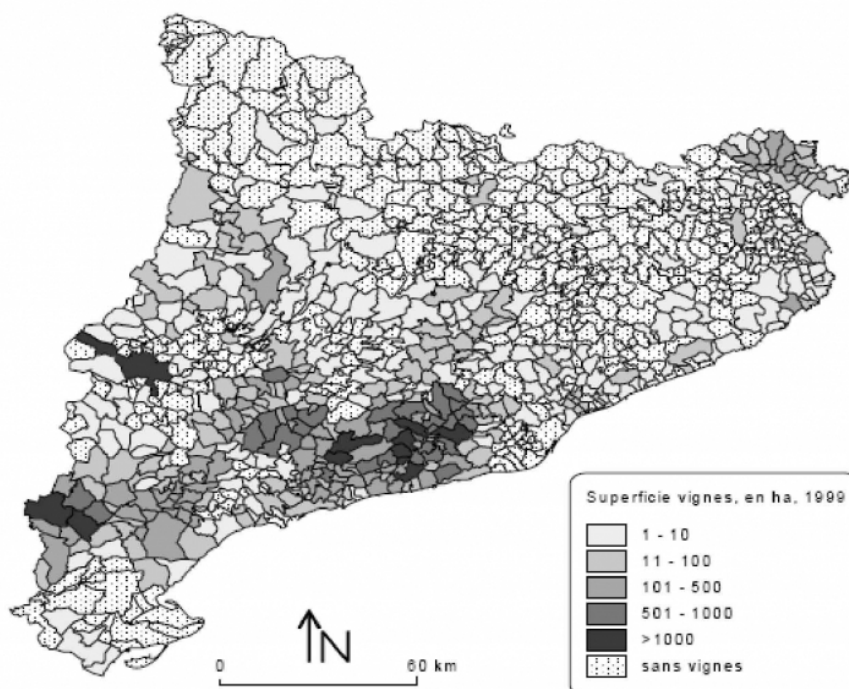 Superficie vignes, en ha, 1999
1 - 10
11 - 100
101 - 500
501 - 1000
>1000
sans vignes
N
0 60 km